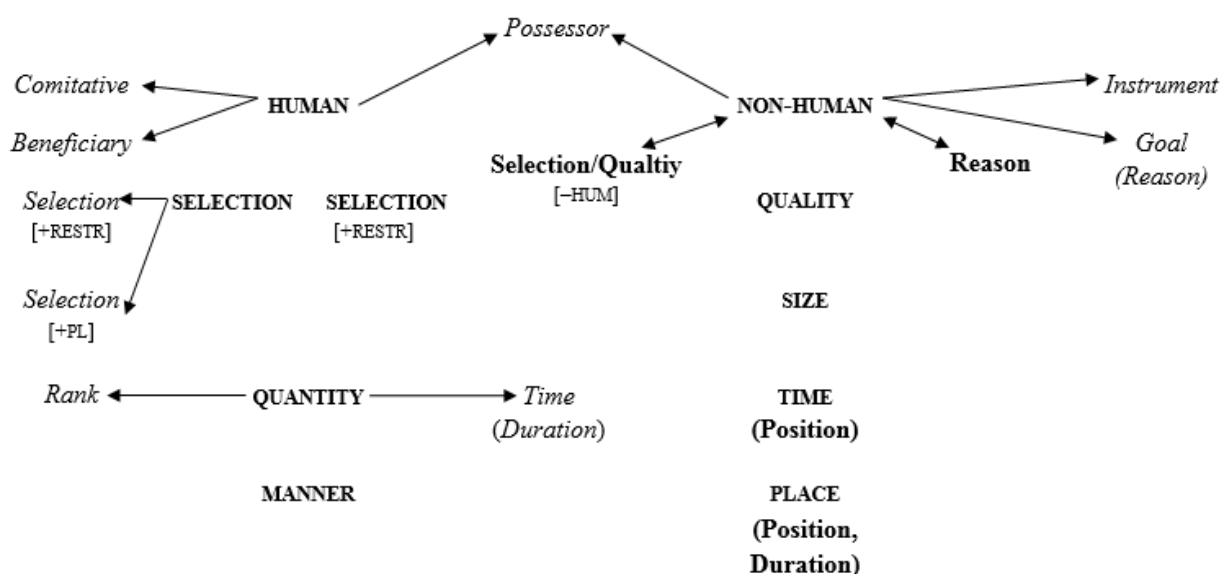 Possessor
Comitative
HUMAN
NON-HUMAN
Instrument
Beneficiary
Goal
(Reason)
Selection/Qualtiy
[–HUM]
Reason
Selection
[+RESTR]
SELECTION
SELECTION
[+RESTR]
QUALITY
Selection
[+PL]
SIZE
Rank
QUANTITY
Time
(Duration)
TIME
(Position)
MANNER
PLACE
(Position,
Duration)